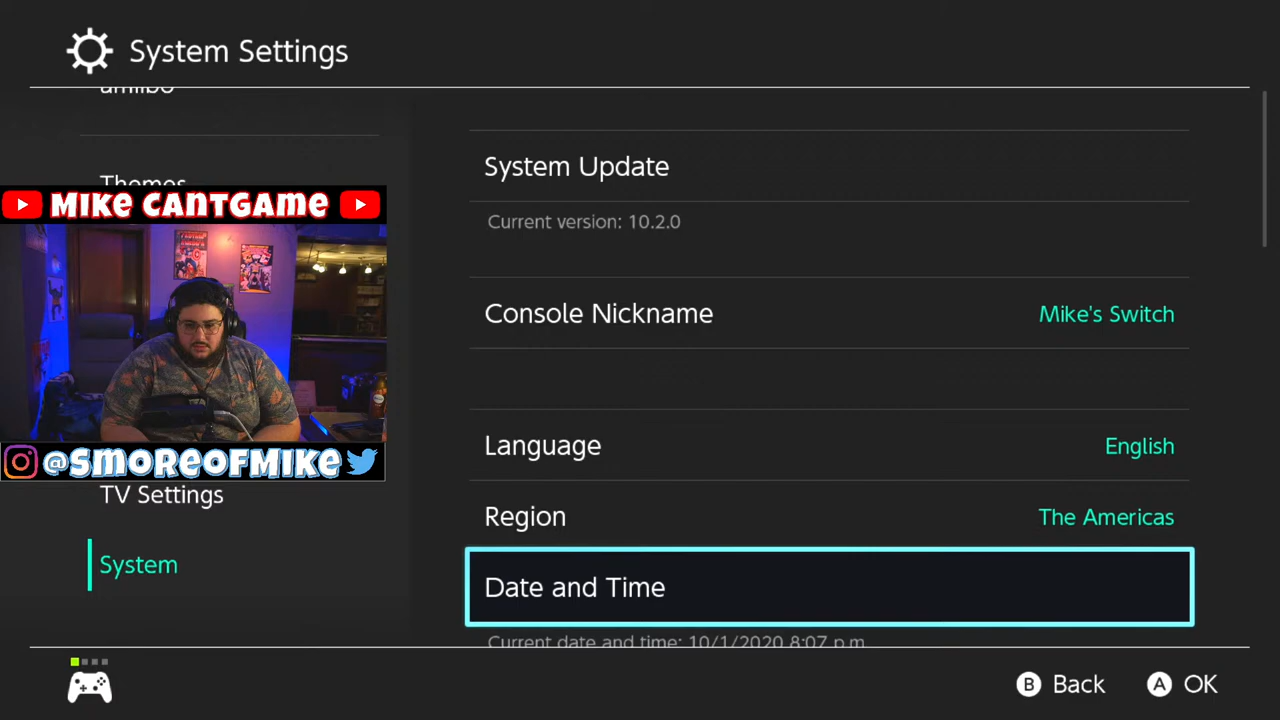 System Settings
amiibo
Themes
MIKE CANTGAME
@SMOREOFMIKE
TV Settings
System
System Update
Current version: 10.2.0
Console Nickname Mike's Switch
Language English
Region The Americas
Date and Time
Current date and time: 10/1/2020 8:07 p.m.
B Back A OK